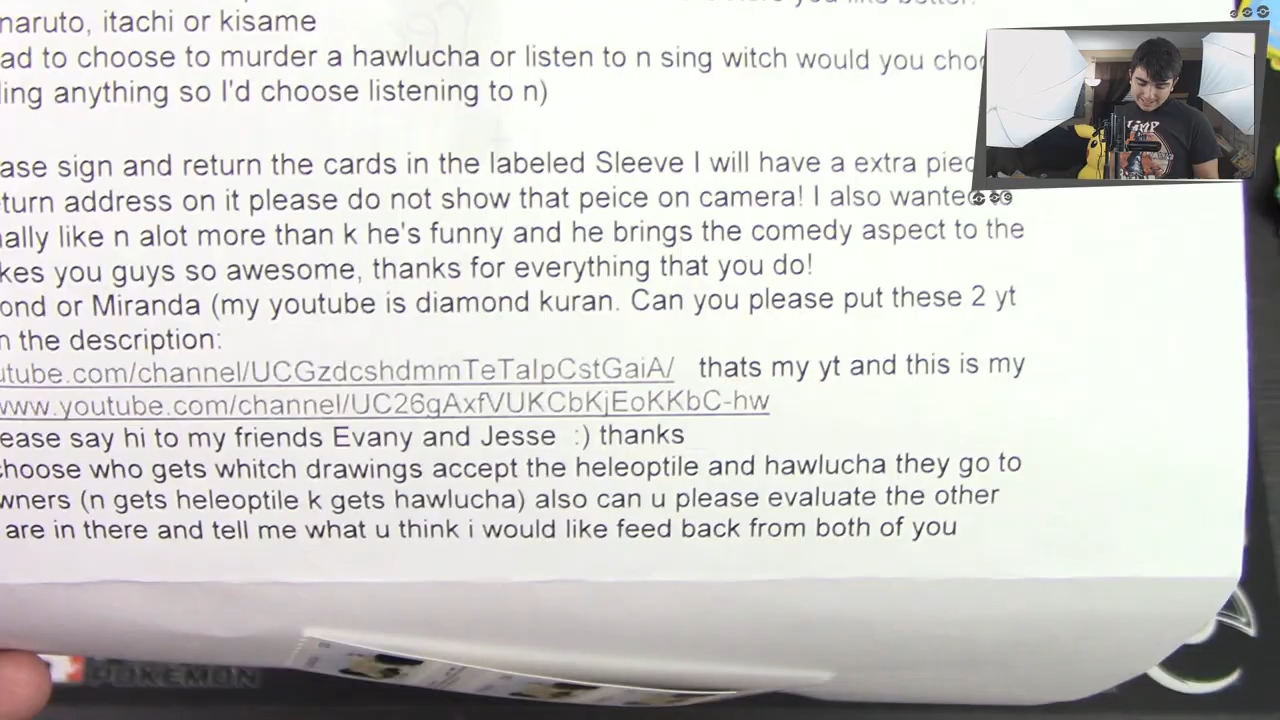 naruto, itachi or kisame
ad to choose to murder a hawlucha or listen to n sing witch would you choo
ling anything so I'd choose listening to n)
ase sign and return the cards in the labeled Sleeve I will have a extra piec
turn address on it please do not show that peice on camera! I also wanted to
nally like n alot more than k he's funny and he brings the comedy aspect to the
kes you guys so awesome, thanks for everything that you do!
ond or Miranda (my youtube is diamond kuran. Can you please put these 2 yt
n the description:
utube.com/channel/UCGzdcshdmmTeTaIpCstGaiA/ thats my yt and this is my
www.youtube.com/channel/UC26gAxfVUKCbKjEoKKbC-hw
ease say hi to my friends Evany and Jesse :) thanks
choose who gets whitch drawings accept the heleoptile and hawlucha they go to
wners (n gets heleoptile k gets hawlucha) also can u please evaluate the other
are in there and tell me what u think i would like feed back from both of you
POKEMON